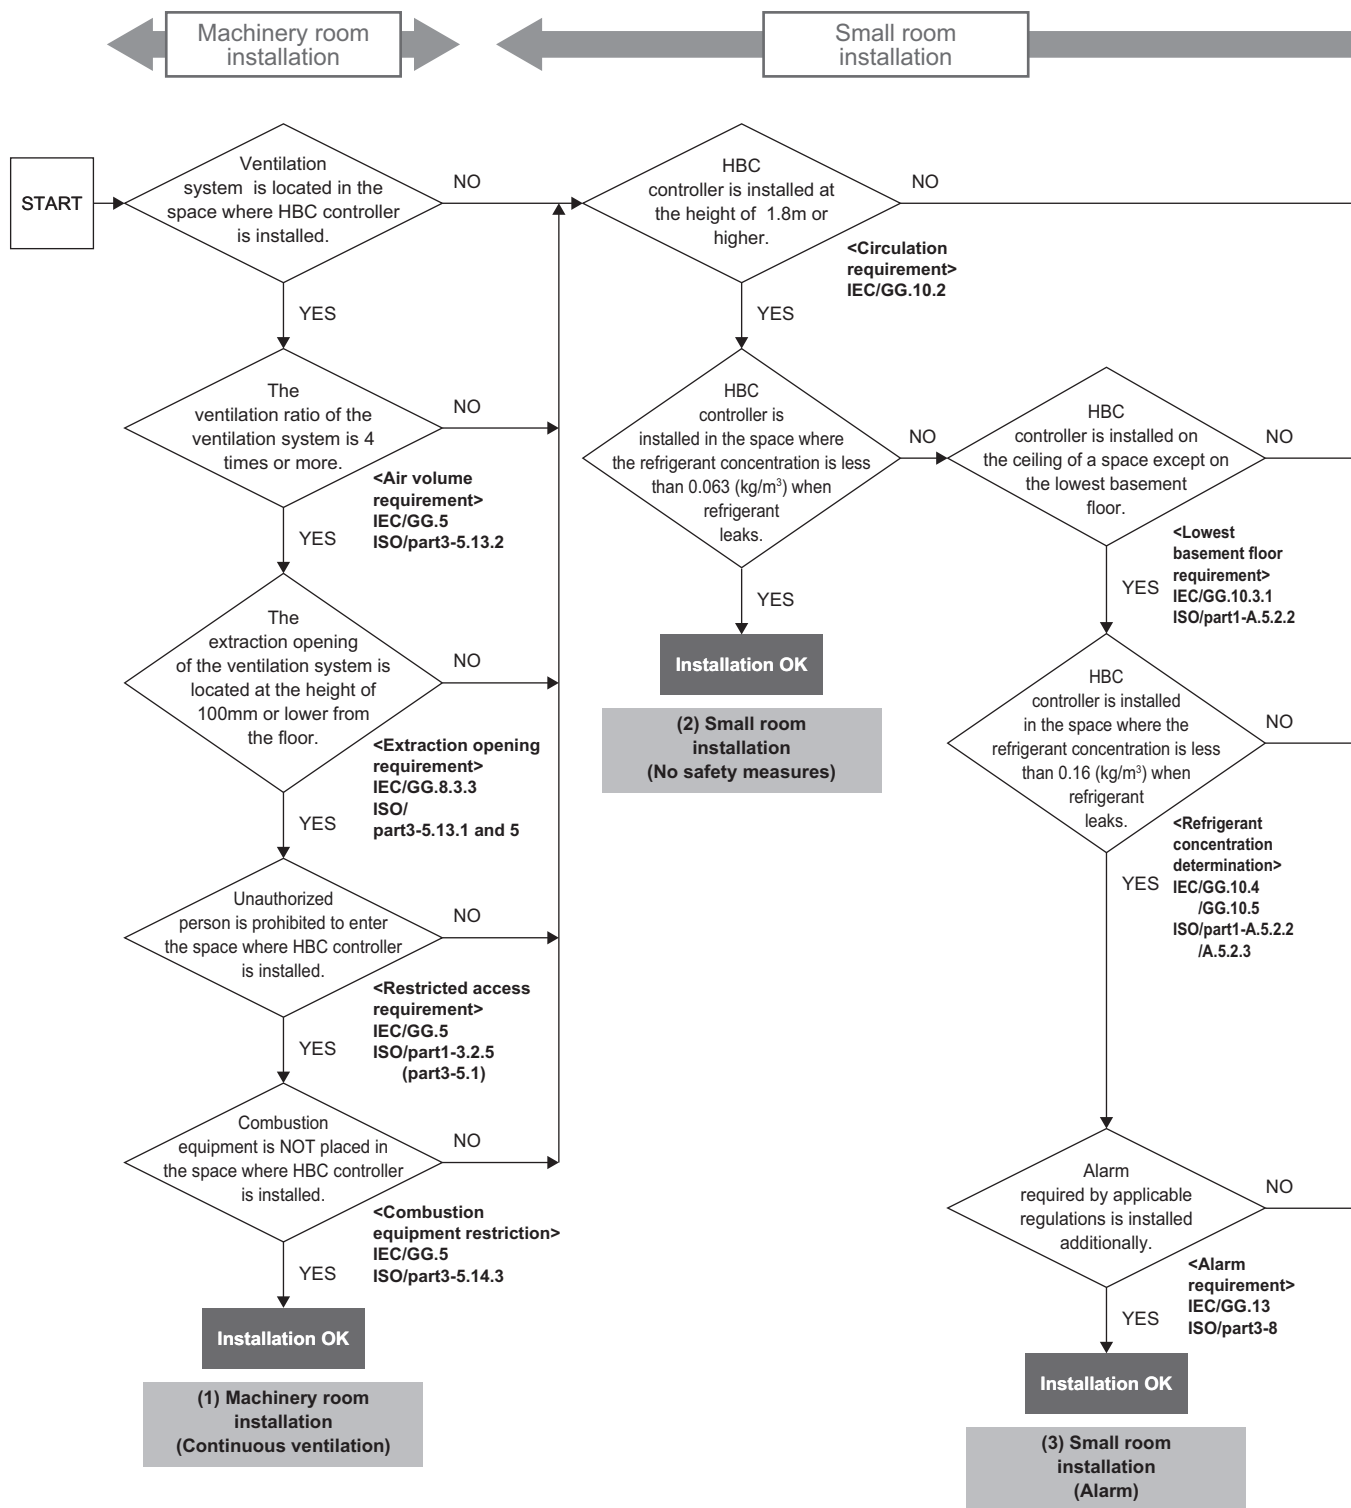 Machinery room
installation
Small room
installation
START
Ventilation
system is located in the
space where HBC controller
is installed.
NO
YES
The
ventilation ratio of the
ventilation system is 4
times or more.
NO
<Air volume
requirement>
IEC/GG.5
ISO/part3-5.13.2
YES
The
extraction opening
of the ventilation system is
located at the height of
100mm or lower from
the floor.
NO
<Extraction opening
requirement>
IEC/GG.8.3.3
ISO/
part3-5.13.1 and 5
YES
Unauthorized
person is prohibited to enter
the space where HBC controller
is installed.
NO
<Restricted access
requirement>
IEC/GG.5
ISO/part1-3.2.5
(part3-5.1)
YES
Combustion
equipment is NOT placed in
the space where HBC controller
is installed.
NO
<Combustion
equipment restriction>
IEC/GG.5
ISO/part3-5.14.3
YES
Installation OK
(1) Machinery room
installation
(Continuous ventilation)
HBC
controller is installed at
the height of 1.8m or
higher.
NO
<Circulation
requirement>
IEC/GG.10.2
YES
HBC
controller is
installed in the space where
the refrigerant concentration is less
than 0.063 (kg/m³) when
refrigerant
leaks.
NO
YES
Installation OK
(2) Small room
installation
(No safety measures)
HBC
controller is installed on
the ceiling of a space except on
the lowest basement
floor.
NO
<Lowest
basement floor
requirement>
IEC/GG.10.3.1
ISO/part1-A.5.2.2
YES
HBC
controller is installed
in the space where the
refrigerant concentration is less
than 0.16 (kg/m³) when
refrigerant
leaks.
NO
<Refrigerant
concentration
determination>
IEC/GG.10.4
/GG.10.5
ISO/part1-A.5.2.2
/A.5.2.3
YES
Alarm
required by applicable
regulations is installed
additionally.
NO
<Alarm
requirement>
IEC/GG.13
ISO/part3-8
YES
Installation OK
(3) Small room
installation
(Alarm)